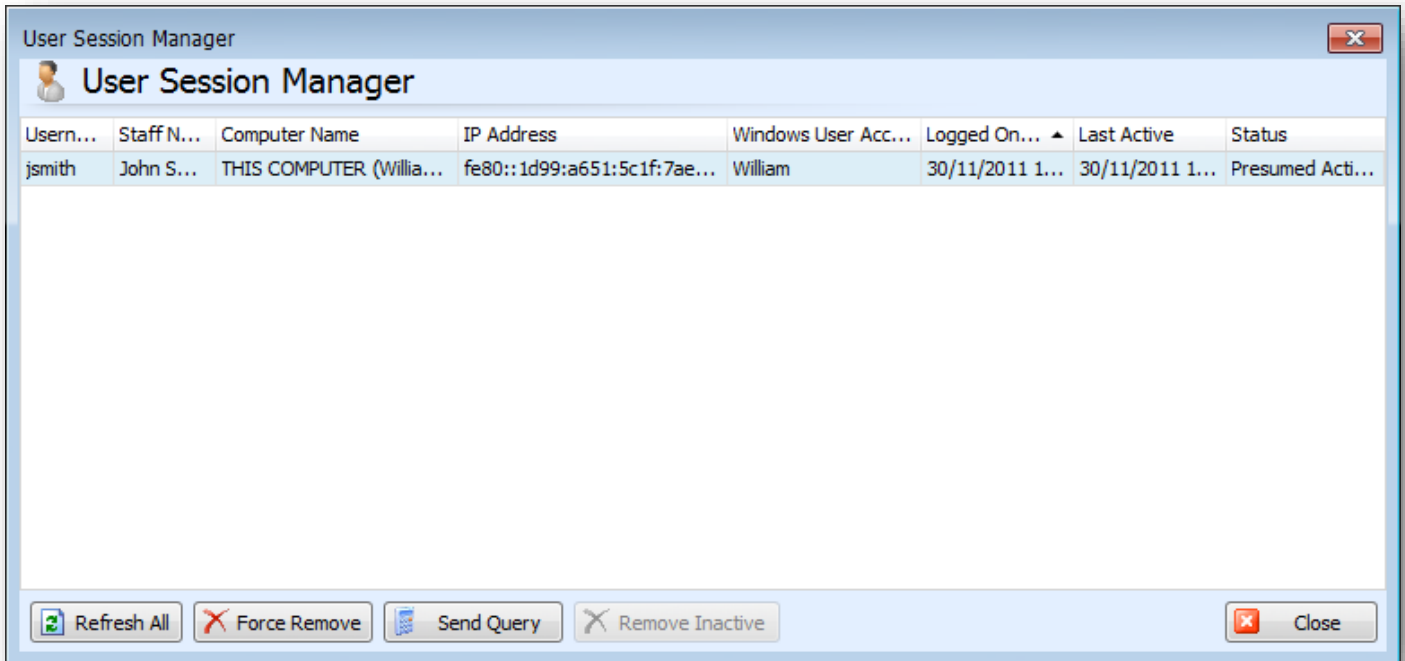 User Session Manager
User Session Manager
Usern... Staff N... Computer Name IP Address Windows User Acc... Logged On... Last Active Status
jsmith John S... THIS COMPUTER (Willia... fe80::1d99:a651:5c1f:7ae... William 30/11/2011 1... 30/11/2011 1... Presumed Acti...
Refresh All Force Remove Send Query Remove Inactive Close